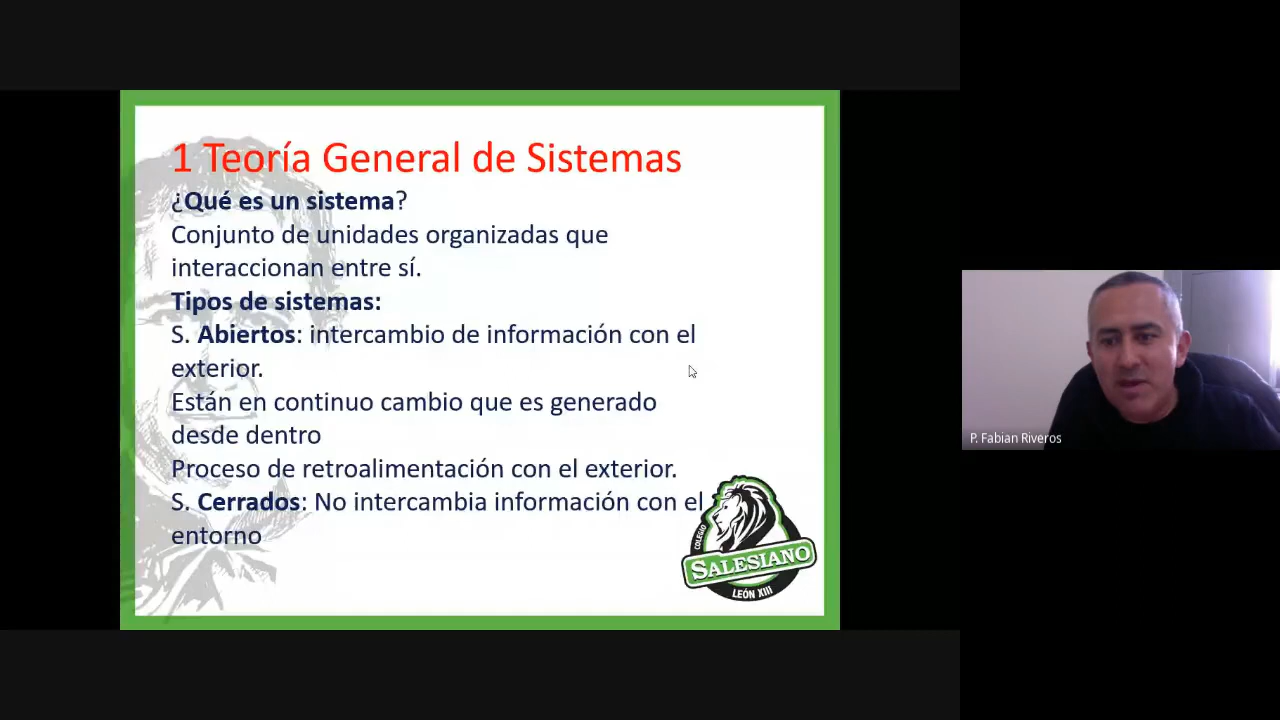 1 Teoría General de Sistemas
¿Qué es un sistema?
Conjunto de unidades organizadas que
interaccionan entre sí.
Tipos de sistemas:
S. Abiertos: intercambio de información con el
exterior.
Están en continuo cambio que es generado
desde dentro
Proceso de retroalimentación con el exterior.
S. Cerrados: No intercambia información con el
entorno
COLEGIO
SALESIANO
LEÓN XIII
P. Fabian Riveros